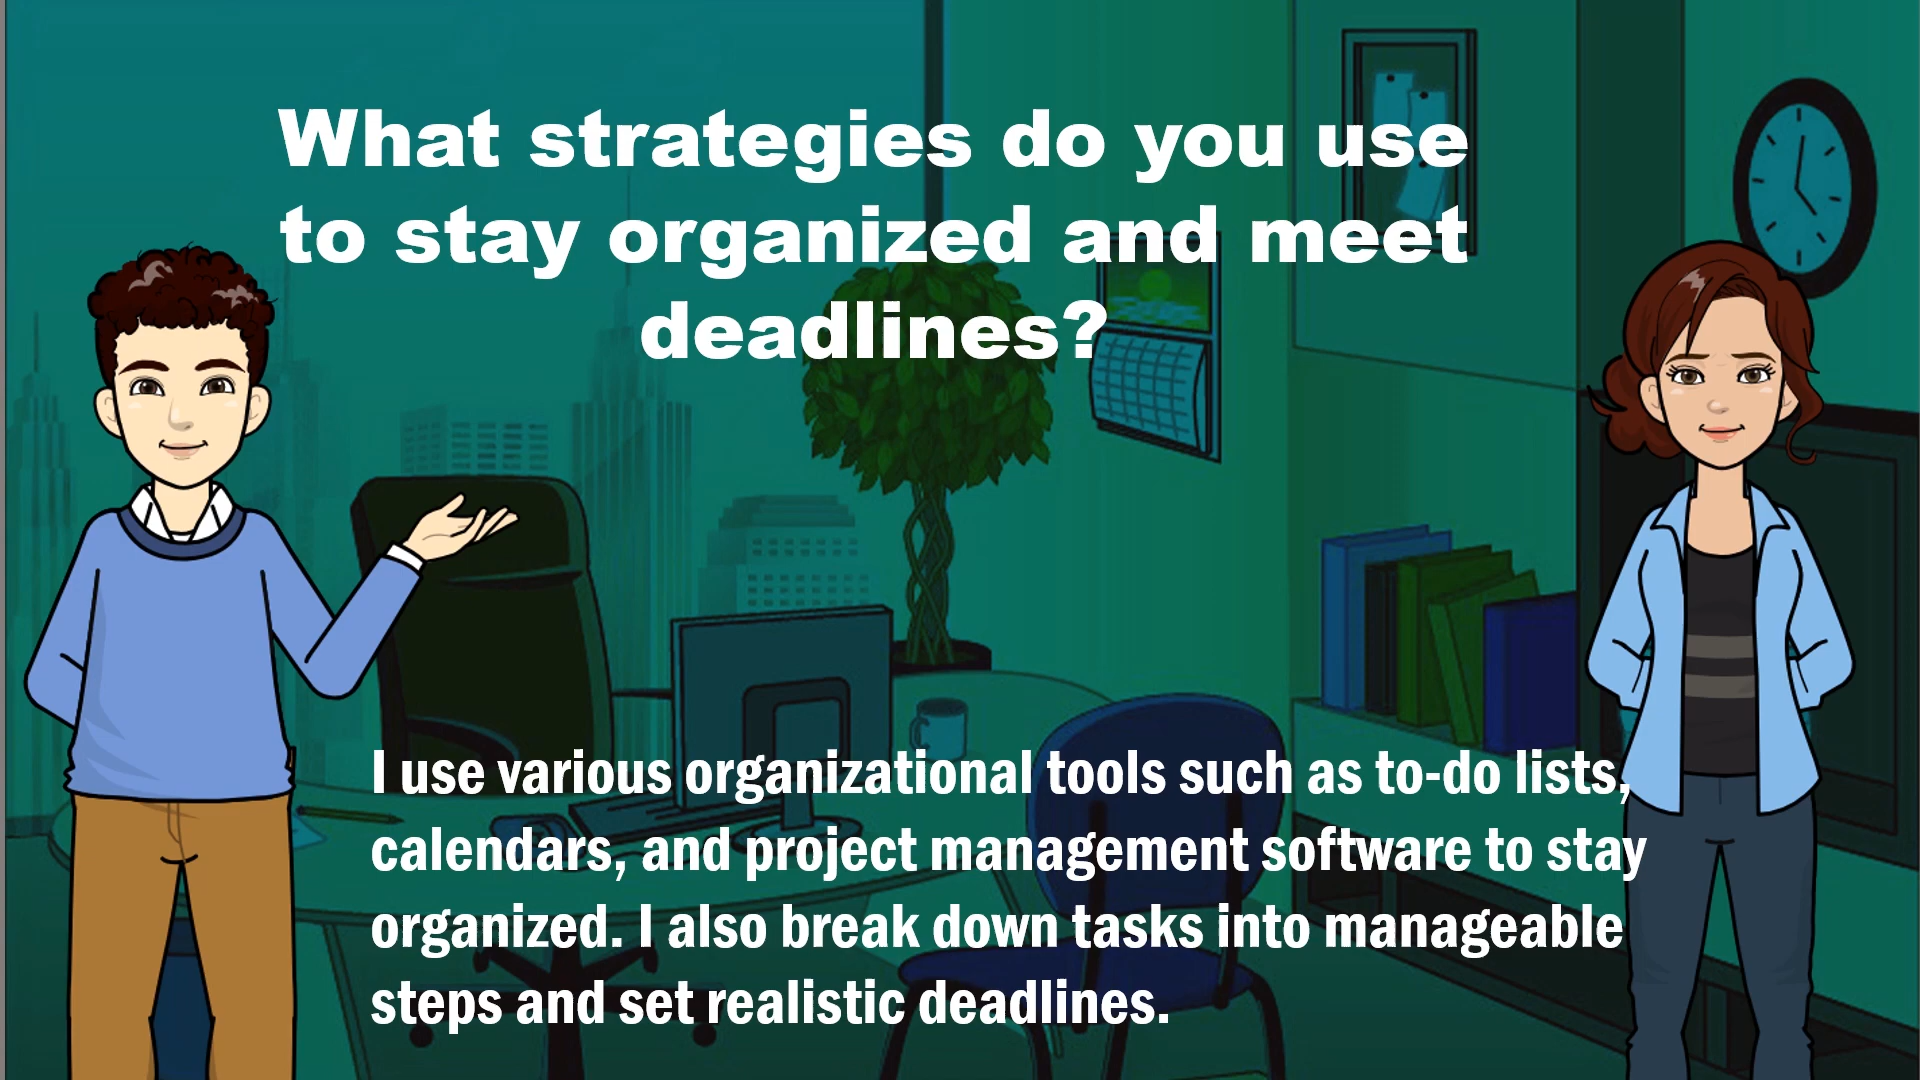 What strategies do you use
to stay organized and meet
deadlines?
I use various organizational tools such as to-do lists,
calendars, and project management software to stay
organized. I also break down tasks into manageable
steps and set realistic deadlines.